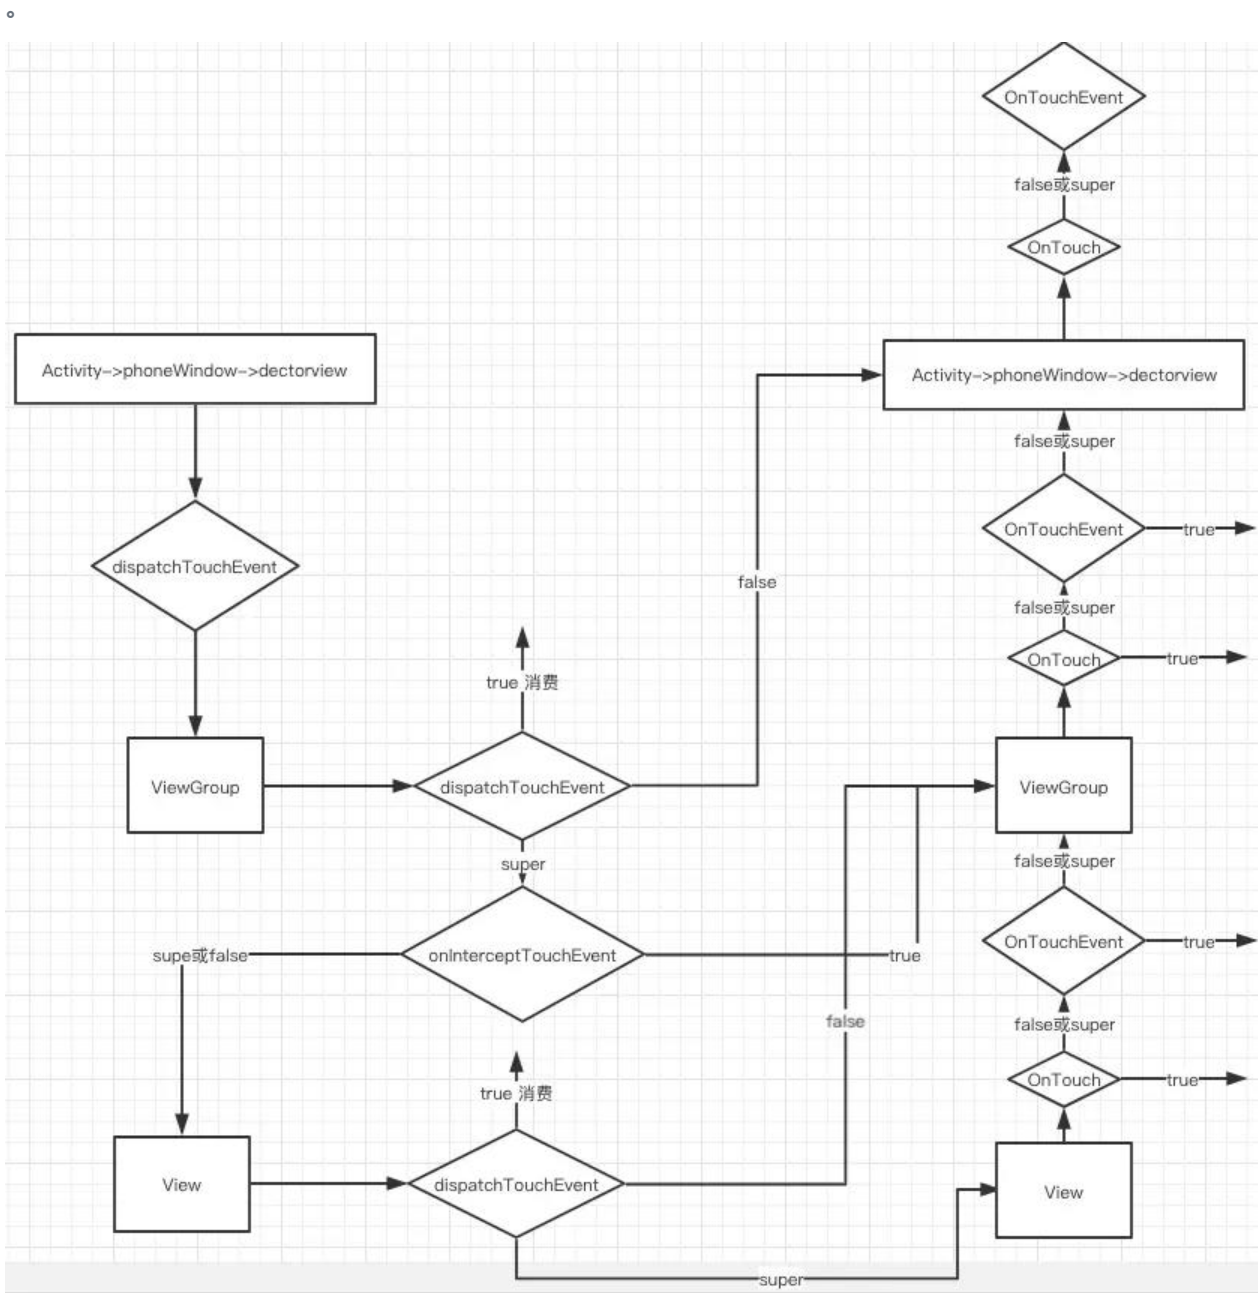 。
OnTouchEvent
false或super
OnTouch
Activity->phoneWindow->dectorview
Activity->phoneWindow->dectorview
false或super
OnTouchEvent
true
dispatchTouchEvent
false
false或super
OnTouch
true
true 消费
ViewGroup
dispatchTouchEvent
ViewGroup
super
false或super
OnTouchEvent
true
supe或false
onInterceptTouchEvent
true
false
false或super
OnTouch
true
true 消费
View
dispatchTouchEvent
View
super